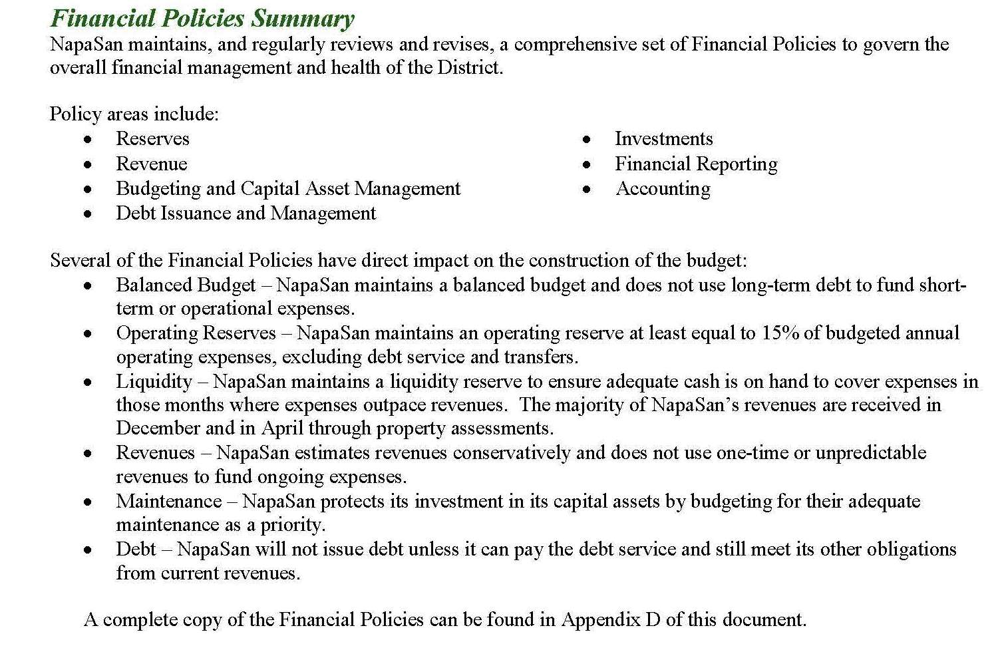 Financial Policies Summary
NapaSan maintains, and regularly reviews and revises, a comprehensive set of Financial Policies to govern the
overall financial management and health of the District.
Policy areas include:
• Reserves
• Revenue
• Budgeting and Capital Asset Management
• Debt Issuance and Management
• Investments
• Financial Reporting
• Accounting
Several of the Financial Policies have direct impact on the construction of the budget:
• Balanced Budget – NapaSan maintains a balanced budget and does not use long-term debt to fund short-
term or operational expenses.
• Operating Reserves – NapaSan maintains an operating reserve at least equal to 15% of budgeted annual
operating expenses, excluding debt service and transfers.
• Liquidity – NapaSan maintains a liquidity reserve to ensure adequate cash is on hand to cover expenses in
those months where expenses outpace revenues.  The majority of NapaSan’s revenues are received in
December and in April through property assessments.
• Revenues – NapaSan estimates revenues conservatively and does not use one-time or unpredictable
revenues to fund ongoing expenses.
• Maintenance – NapaSan protects its investment in its capital assets by budgeting for their adequate
maintenance as a priority.
• Debt – NapaSan will not issue debt unless it can pay the debt service and still meet its other obligations
from current revenues.
A complete copy of the Financial Policies can be found in Appendix D of this document.